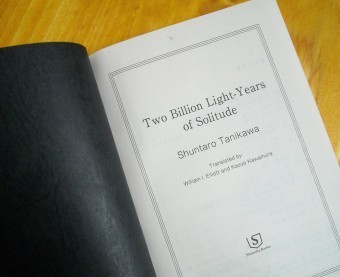 Two Billion Light-Years
of Solitude
Shuntaro Tanikawa
Translated by
William I. Elliott and Kazuo Kawamura
S